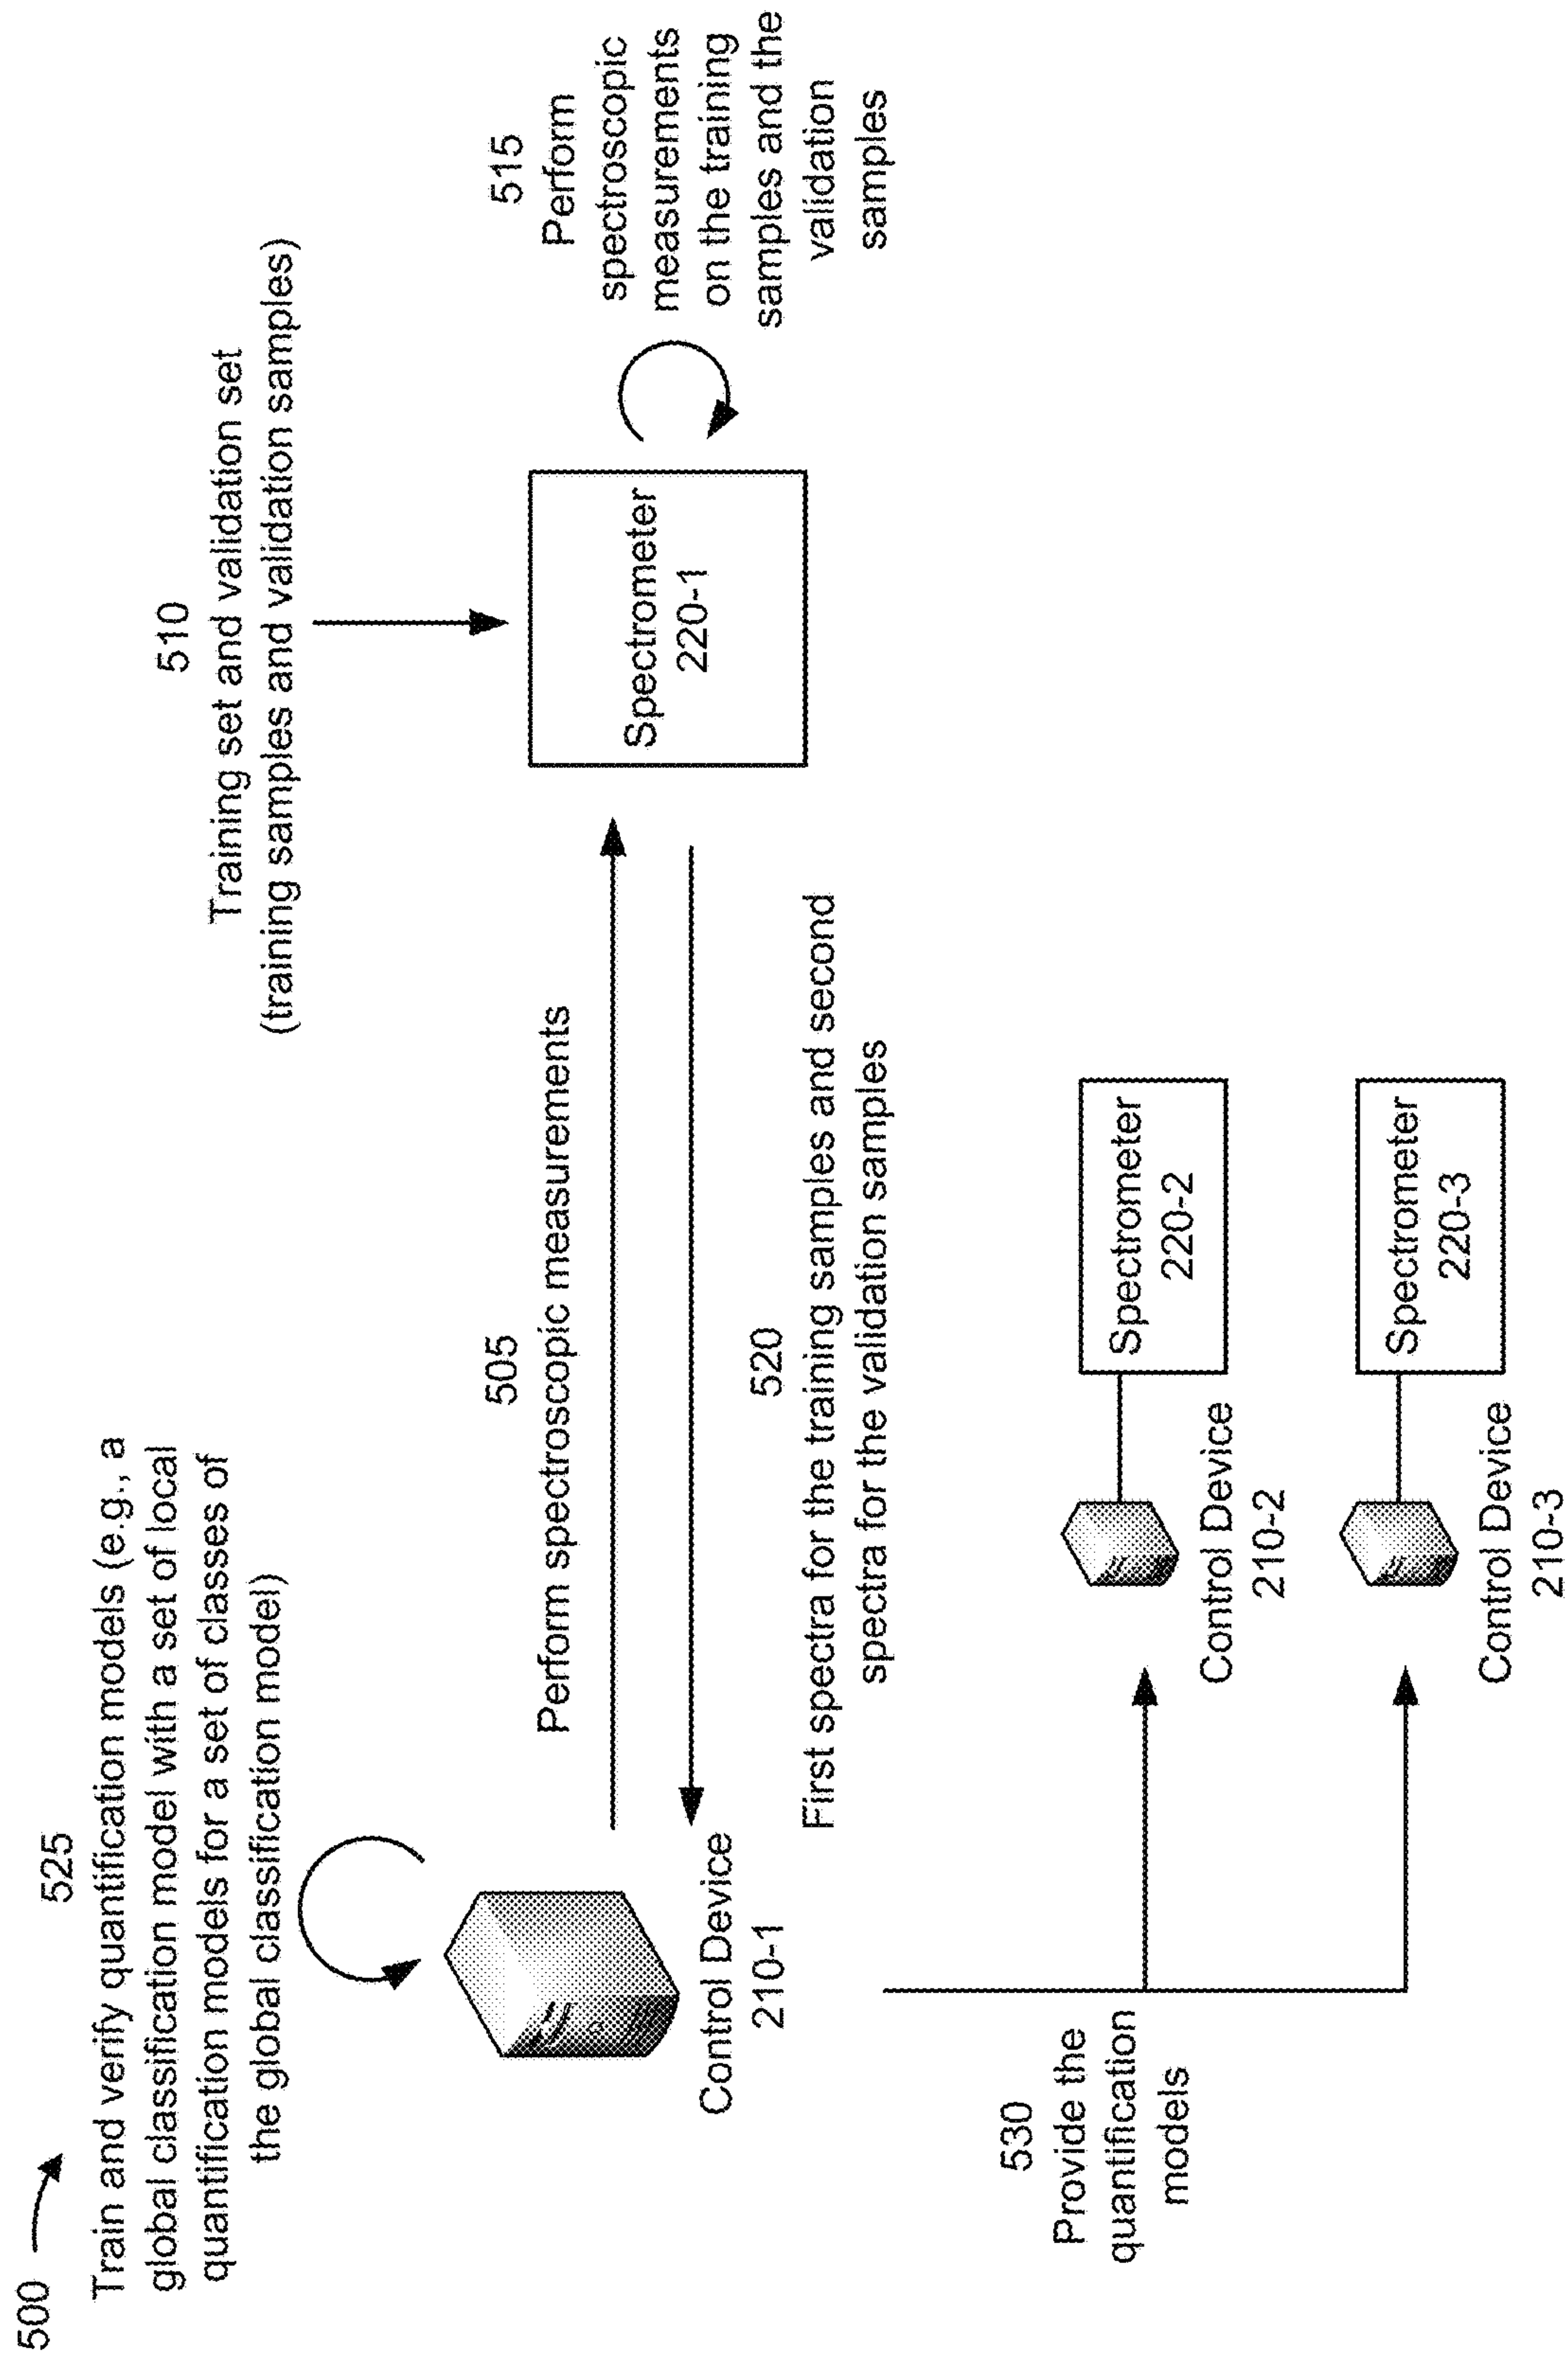 500
525
Train and verify quantification models (e.g., a
global classification model with a set of local
quantification models for a set of classes of
the global classification model)
Control Device
210-1
505
Perform spectroscopic measurements
520
First spectra for the training samples and second
spectra for the validation samples
510
Training set and validation set
(training samples and validation samples)
Spectrometer
220-1
515
Perform
spectroscopic
measurements
on the training
samples and the
validation
samples
530
Provide the
quantification
models
Control Device
210-2
Spectrometer
220-2
Control Device
210-3
Spectrometer
220-3